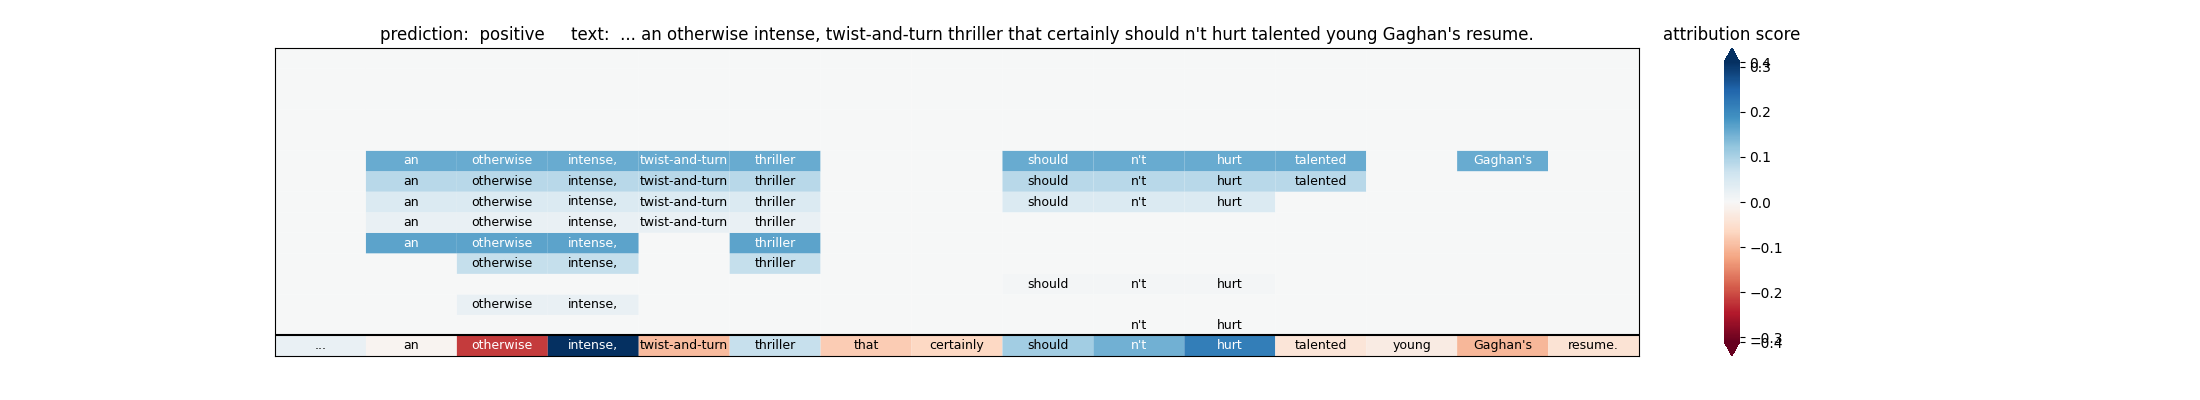 prediction: positive text: ... an otherwise intense, twist-and-turn thriller that certainly should n't hurt talented young Gaghan's resume. attribution score
an otherwise intense, twist-and-turn thriller should n't hurt talented Gaghan's
an otherwise intense, twist-and-turn thriller should n't hurt talented
an otherwise intense, twist-and-turn thriller should n't hurt
an otherwise intense, twist-and-turn thriller
an otherwise intense, thriller
otherwise intense, thriller
should n't hurt
otherwise intense,
n't hurt
... an otherwise intense, twist-and-turn thriller that certainly should n't hurt talented young Gaghan's resume.
0.4
0.3
0.2
0.1
0.0
−0.1
−0.2
−0.3
−0.4